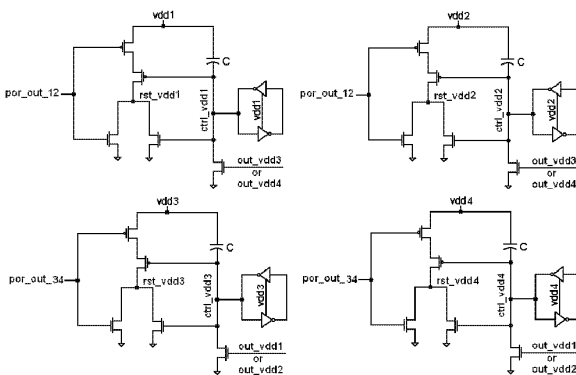 vdd1
C
por_out_12
rst_vdd1
ctrl_vdd1
vdd1
out_vdd3
or
out_vdd4
vdd2
C
por_out_12
rst_vdd2
ctrl_vdd2
vdd2
out_vdd3
or
out_vdd4
vdd3
C
por_out_34
rst_vdd3
ctrl_vdd3
vdd3
out_vdd1
or
out_vdd2
vdd4
C
por_out_34
rst_vdd4
ctrl_vdd4
vdd4
out_vdd1
or
out_vdd2